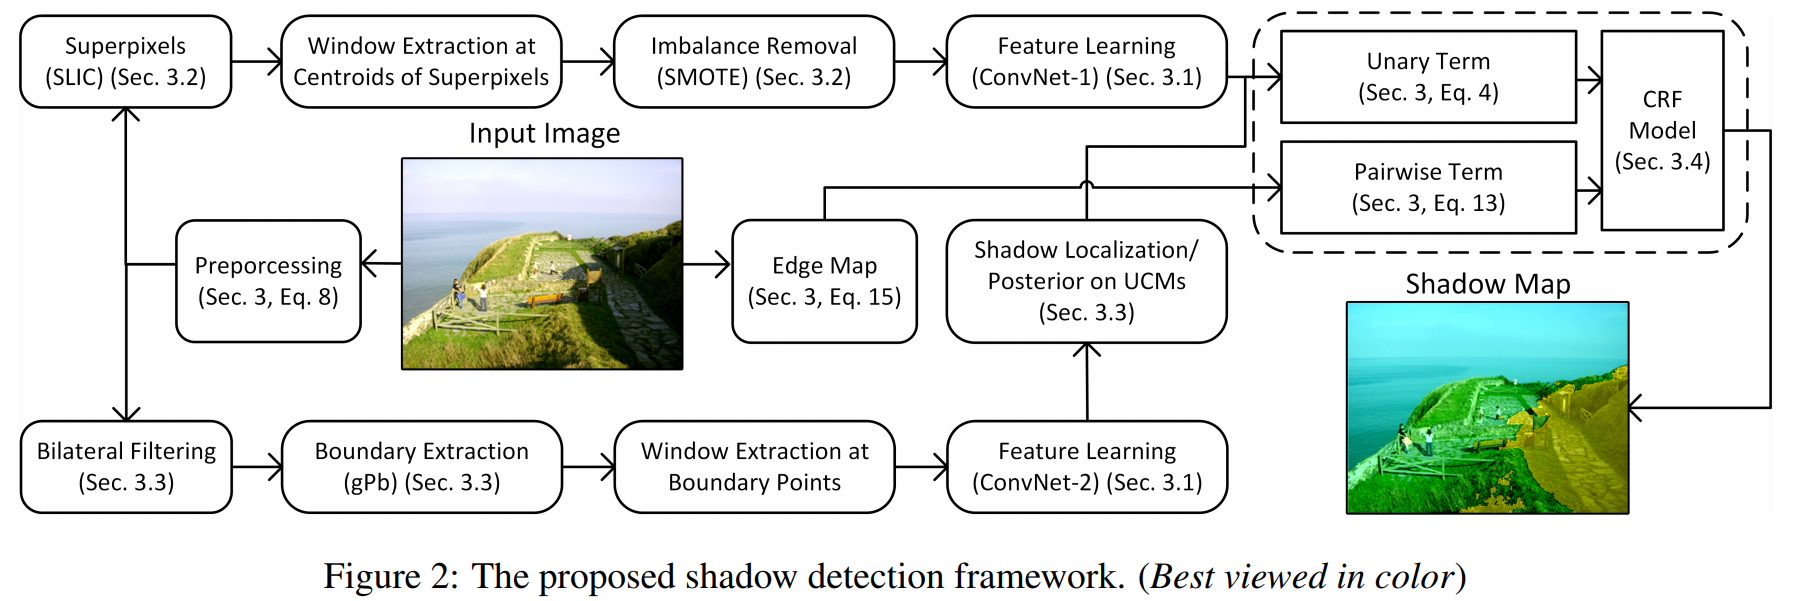 Superpixels
(SLIC) (Sec. 3.2)
Window Extraction at
Centroids of Superpixels
Imbalance Removal
(SMOTE) (Sec. 3.2)
Feature Learning
(ConvNet-1) (Sec. 3.1)
Unary Term
(Sec. 3, Eq. 4)
CRF
Model
(Sec. 3.4)
Pairwise Term
(Sec. 3, Eq. 13)
Input Image
Preporcessing
(Sec. 3, Eq. 8)
Edge Map
(Sec. 3, Eq. 15)
Shadow Localization/
Posterior on UCMs
(Sec. 3.3)
Shadow Map
Bilateral Filtering
(Sec. 3.3)
Boundary Extraction
(gPb) (Sec. 3.3)
Window Extraction at
Boundary Points
Feature Learning
(ConvNet-2) (Sec. 3.1)
Figure 2: The proposed shadow detection framework. (Best viewed in color)